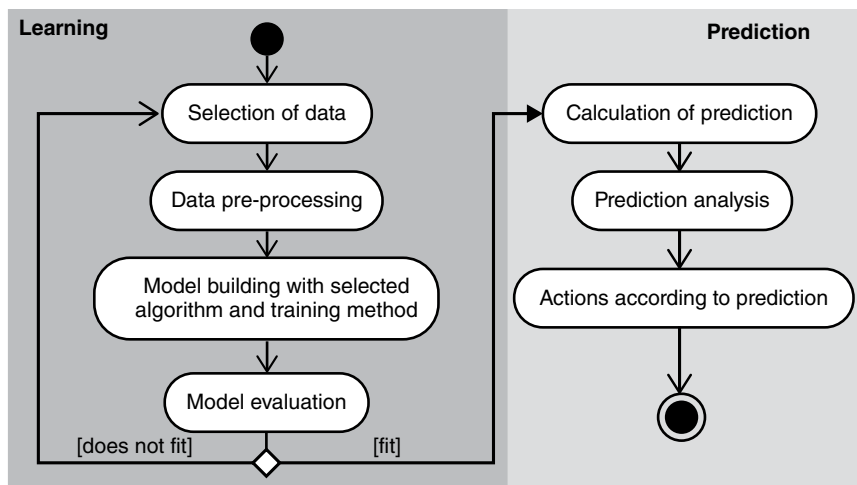 Learning
Selection of data
Data pre-processing
Model building with selected
algorithm and training method
Model evaluation
[does not fit]
[fit]
Prediction
Calculation of prediction
Prediction analysis
Actions according to prediction